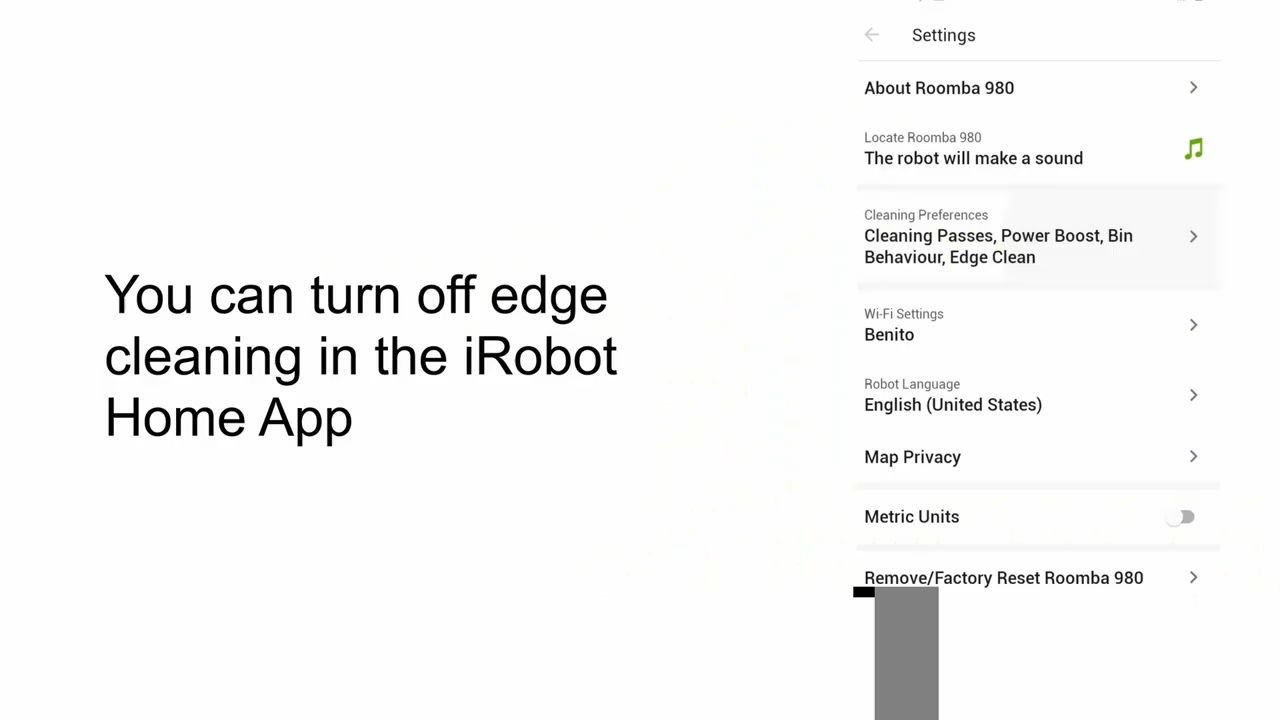 You can turn off edge
cleaning in the iRobot
Home App
Settings
About Roomba 980
Locate Roomba 980
The robot will make a sound
Cleaning Preferences
Cleaning Passes, Power Boost, Bin
Behaviour, Edge Clean
Wi-Fi Settings
Benito
Robot Language
English (United States)
Map Privacy
Metric Units
Remove/Factory Reset Roomba 980